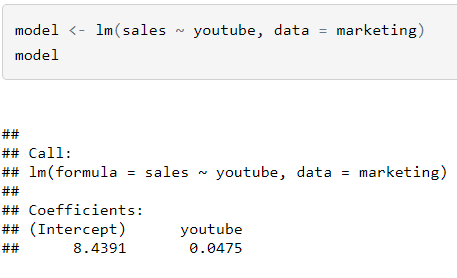 model <- lm(sales ~ youtube, data = marketing)
model
##
## Call:
## lm(formula = sales ~ youtube, data = marketing)
##
## Coefficients:
## (Intercept)      youtube
##      8.4391       0.0475